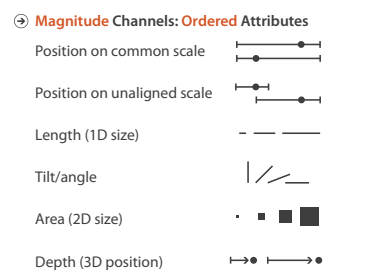 Magnitude Channels: Ordered Attributes
Position on common scale
Position on unaligned scale
Length (1D size)
Tilt/angle
Area (2D size)
Depth (3D position)